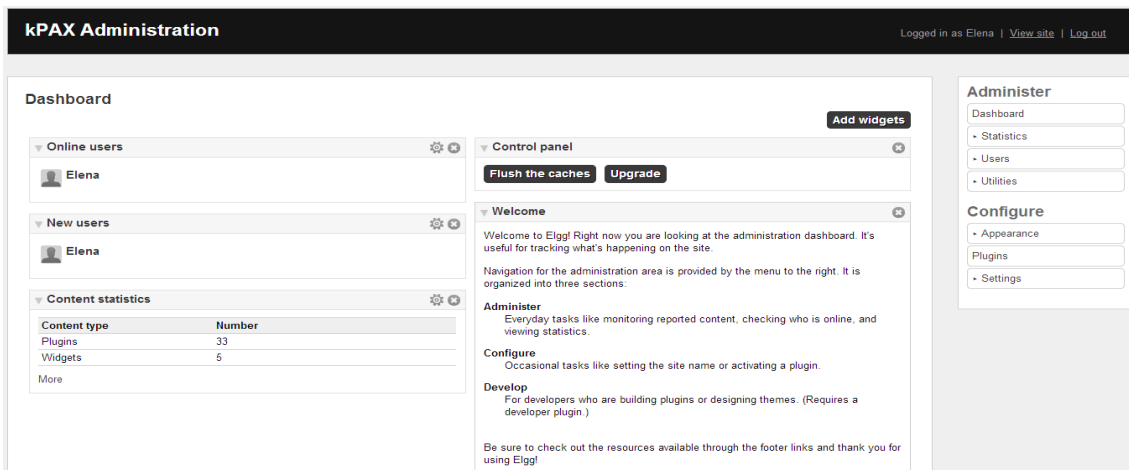 kPAX Administration
Logged in as Elena | View site | Log out
Dashboard
Add widgets
Online users
Elena
New users
Elena
Content statistics
Content type Number
Plugins 33
Widgets 5
More
Control panel
Flush the caches Upgrade
Welcome
Welcome to Elgg! Right now you are looking at the administration dashboard. It's
useful for tracking what's happening on the site.
Navigation for the administration area is provided by the menu to the right. It is
organized into three sections:
Administer
Everyday tasks like monitoring reported content, checking who is online, and
viewing statistics.
Configure
Occasional tasks like setting the site name or activating a plugin.
Develop
For developers who are building plugins or designing themes. (Requires a
developer plugin.)
Be sure to check out the resources available through the footer links and thank you for
using Elgg!
Administer
Dashboard
Statistics
Users
Utilities
Configure
Appearance
Plugins
Settings